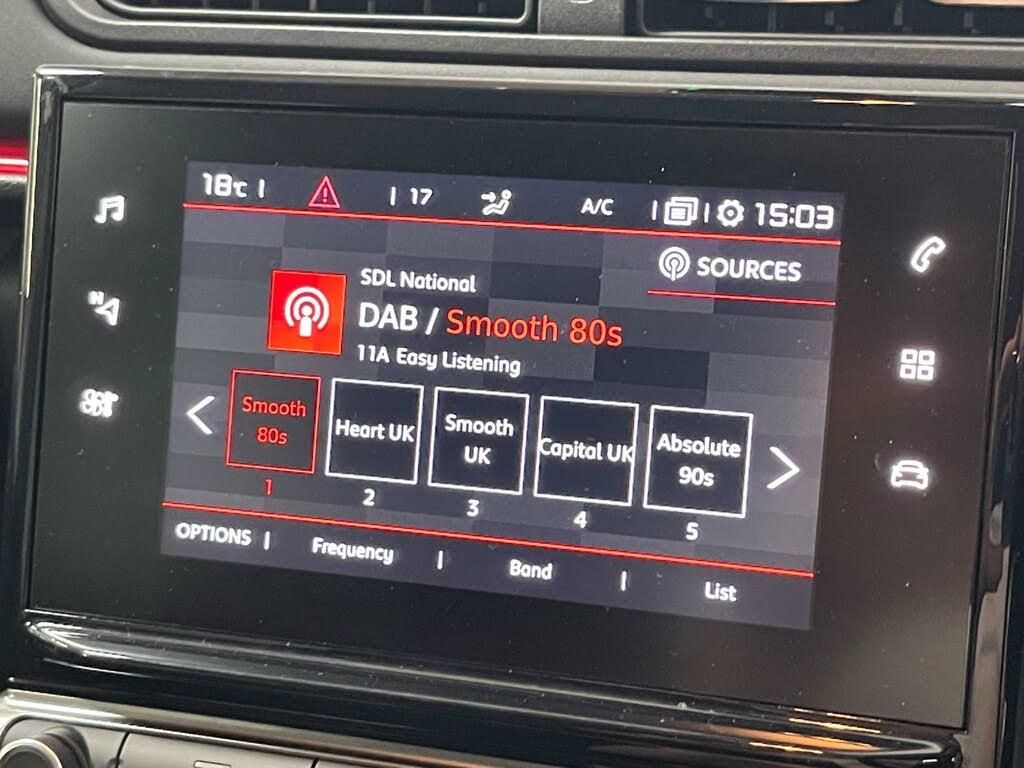 18°C | | 17 A/C | | 15:03
SOURCES
SDL National
DAB / Smooth 80s
11A Easy Listening
Smooth 80s
Heart UK
Smooth UK
Capital UK
Absolute 90s
1 2 3 4 5
N
OPTIONS | Frequency | Band | List